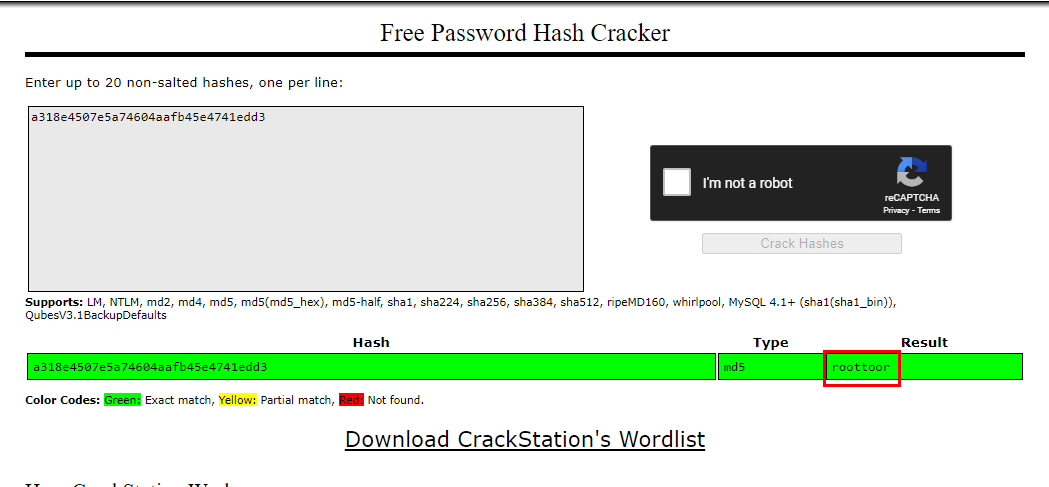 Free Password Hash Cracker
Enter up to 20 non-salted hashes, one per line:
a318e4507e5a74604aafb45e4741edd3
I'm not a robot
reCAPTCHA
Privacy - Terms
Crack Hashes
Supports: LM, NTLM, md2, md4, md5, md5(md5_hex), md5-half, sha1, sha224, sha256, sha384, sha512, ripeMD160, whirlpool, MySQL 4.1+ (sha1(sha1_bin)),
QubesV3.1BackupDefaults
Hash Type Result
a318e4507e5a74604aafb45e4741edd3 md5 roottoor
Color Codes: Green: Exact match, Yellow: Partial match, Red: Not found.
Download CrackStation's Wordlist